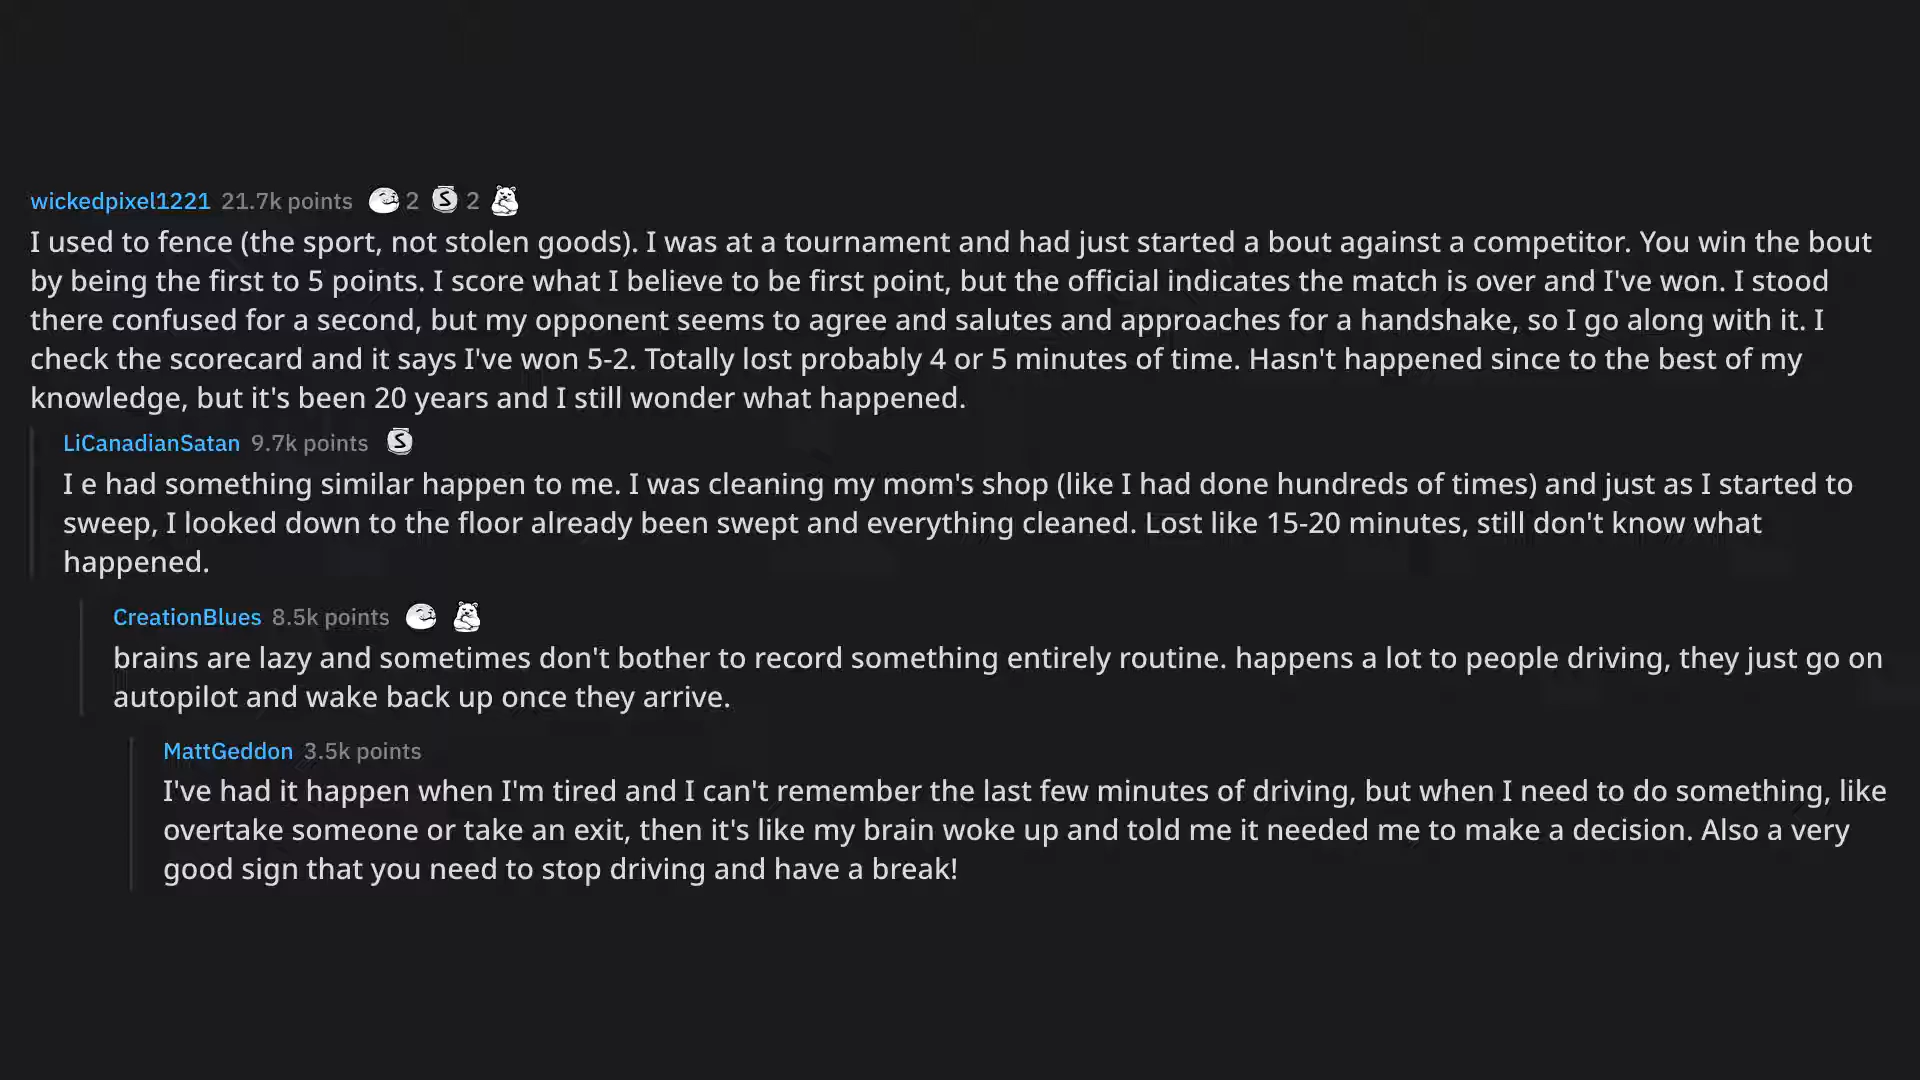 wickedpixel1221 21.7k points 2 S 2
I used to fence (the sport, not stolen goods). I was at a tournament and had just started a bout against a competitor. You win the bout
by being the first to 5 points. I score what I believe to be first point, but the official indicates the match is over and I've won. I stood
there confused for a second, but my opponent seems to agree and salutes and approaches for a handshake, so I go along with it. I
check the scorecard and it says I've won 5-2. Totally lost probably 4 or 5 minutes of time. Hasn't happened since to the best of my
knowledge, but it's been 20 years and I still wonder what happened.
LiCanadianSatan 9.7k points S
I e had something similar happen to me. I was cleaning my mom's shop (like I had done hundreds of times) and just as I started to
sweep, I looked down to the floor already been swept and everything cleaned. Lost like 15-20 minutes, still don't know what
happened.
CreationBlues 8.5k points
brains are lazy and sometimes don't bother to record something entirely routine. happens a lot to people driving, they just go on
autopilot and wake back up once they arrive.
MattGeddon 3.5k points
I've had it happen when I'm tired and I can't remember the last few minutes of driving, but when I need to do something, like
overtake someone or take an exit, then it's like my brain woke up and told me it needed me to make a decision. Also a very
good sign that you need to stop driving and have a break!